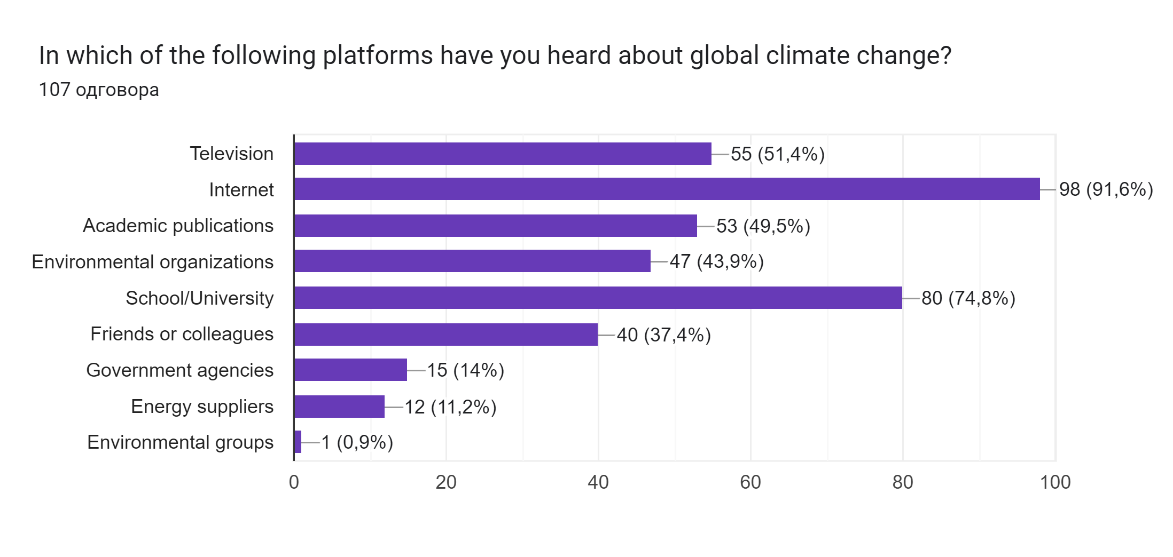 In which of the following platforms have you heard about global climate change?
107 одговора
Television 55 (51,4%)
Internet 98 (91,6%)
Academic publications 53 (49,5%)
Environmental organizations 47 (43,9%)
School/University 80 (74,8%)
Friends or colleagues 40 (37,4%)
Government agencies 15 (14%)
Energy suppliers 12 (11,2%)
Environmental groups 1 (0,9%)
0 20 40 60 80 100